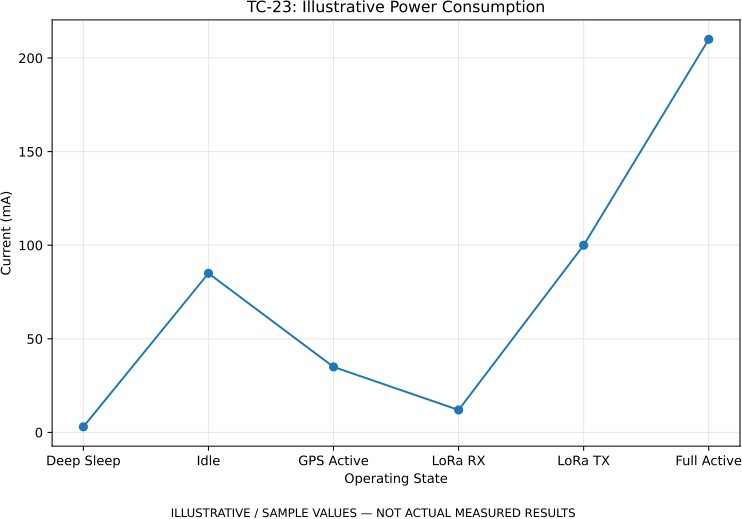 TC-23: Illustrative Power Consumption
Current (mA)
200
150
100
50
0
Deep Sleep Idle GPS Active LoRa RX LoRa TX Full Active
Operating State
ILLUSTRATIVE / SAMPLE VALUES — NOT ACTUAL MEASURED RESULTS